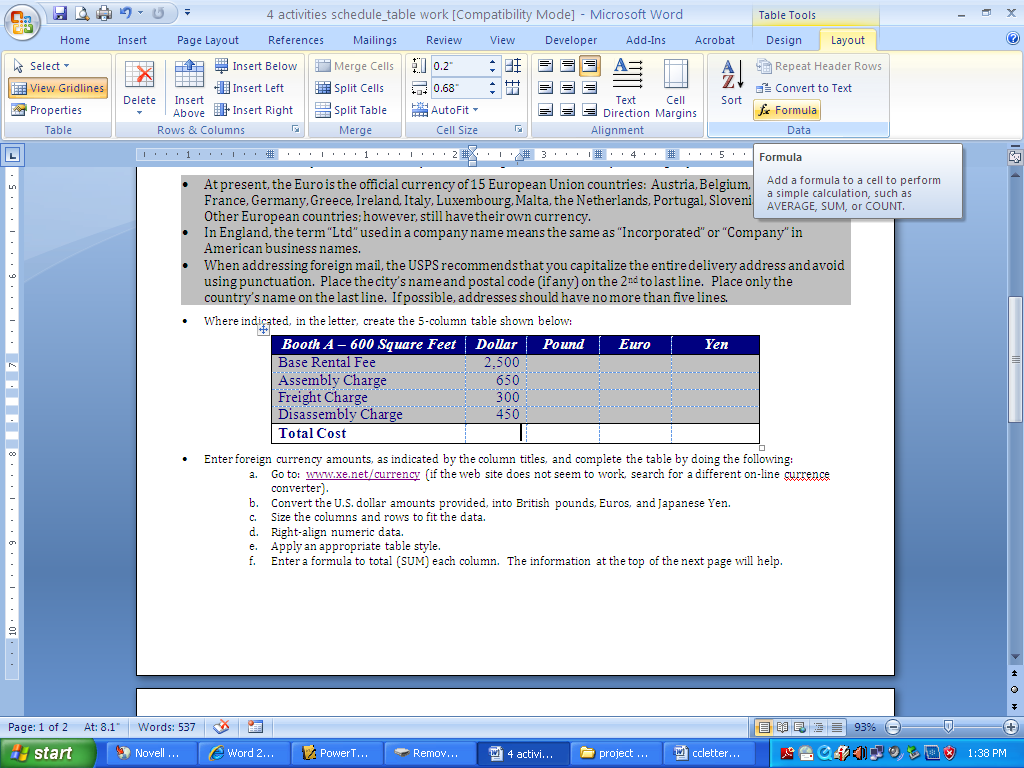 4 activities schedule_table work [Compatibility Mode] - Microsoft Word
Table Tools
Home Insert Page Layout References Mailings Review View Developer Add-Ins Acrobat Design Layout
Select
View Gridlines
Properties
Table
Delete
Insert Above
Insert Below
Insert Left
Insert Right
Rows & Columns
Merge Cells
Split Cells
Split Table
Merge
0.2"
0.68"
AutoFit
Cell Size
Text Direction
Cell Margins
Alignment
Sort
Repeat Header Rows
Convert to Text
fx Formula
Data
Formula
Add a formula to a cell to perform
a simple calculation, such as
AVERAGE, SUM, or COUNT.
L
1 1 2 3 4 5
5
6
7
8
9
10
• At present, the Euro is the official currency of 15 European Union countries: Austria, Belgium,
France, Germany, Greece, Ireland, Italy, Luxembourg, Malta, the Netherlands, Portugal, Sloveni
Other European countries; however, still have their own currency.
• In England, the term "Ltd" used in a company name means the same as "Incorporated" or "Company" in
American business names.
• When addressing foreign mail, the USPS recommends that you capitalize the entire delivery address and avoid
using punctuation. Place the city's name and postal code (if any) on the 2nd to last line. Place only the
country's name on the last line. If possible, addresses should have no more than five lines.
• Where indicated, in the letter, create the 5-column table shown below:
Booth A – 600 Square Feet Dollar Pound Euro Yen
Base Rental Fee 2,500
Assembly Charge 650
Freight Charge 300
Disassembly Charge 450
Total Cost
• Enter foreign currency amounts, as indicated by the column titles, and complete the table by doing the following:
a. Go to: www.xe.net/currency (if the web site does not seem to work, search for a different on-line currence
converter).
b. Convert the U.S. dollar amounts provided, into British pounds, Euros, and Japanese Yen.
c. Size the columns and rows to fit the data.
d. Right-align numeric data.
e. Apply an appropriate table style.
f. Enter a formula to total (SUM) each column. The information at the top of the next page will help.
Page: 1 of 2 At: 8.1" Words: 537 93%
start Novell ... Word 2... PowerT... Remov... 4 activi... project ... ccletter... 1:38 PM